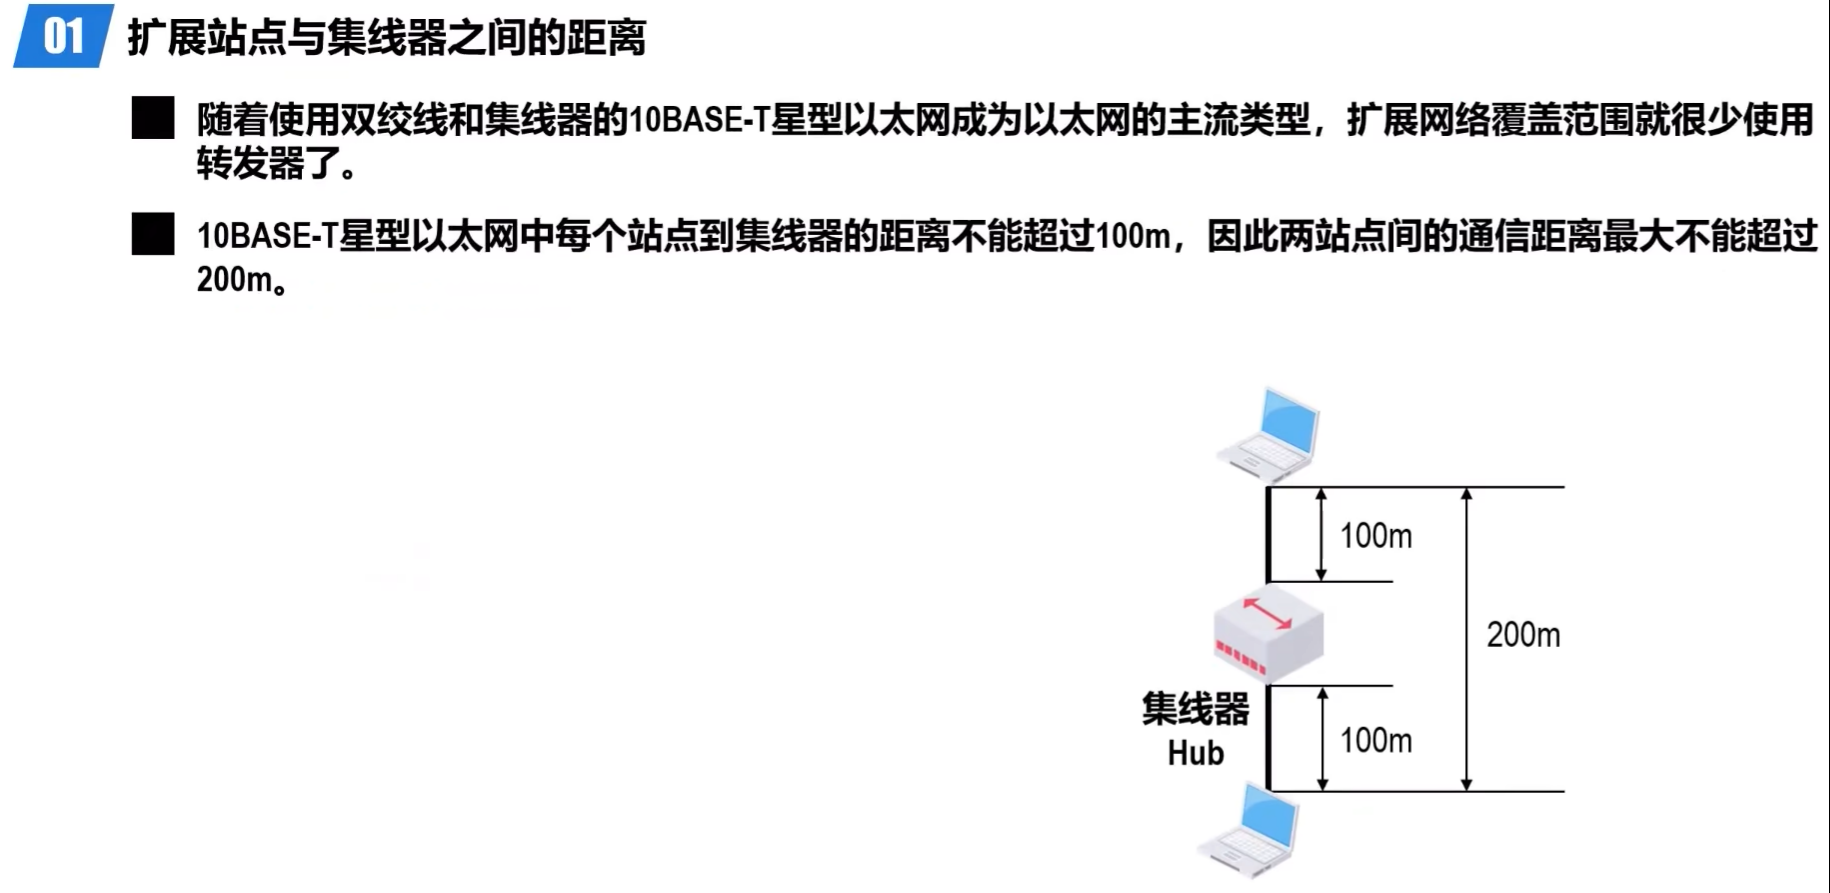 01 扩展站点与集线器之间的距离
随着使用双绞线和集线器的10BASE-T星型以太网成为以太网的主流类型，扩展网络覆盖范围就很少使用
转发器了。
10BASE-T星型以太网中每个站点到集线器的距离不能超过100m，因此两站点间的通信距离最大不能超过
200m。
100m
200m
集线器
Hub
100m